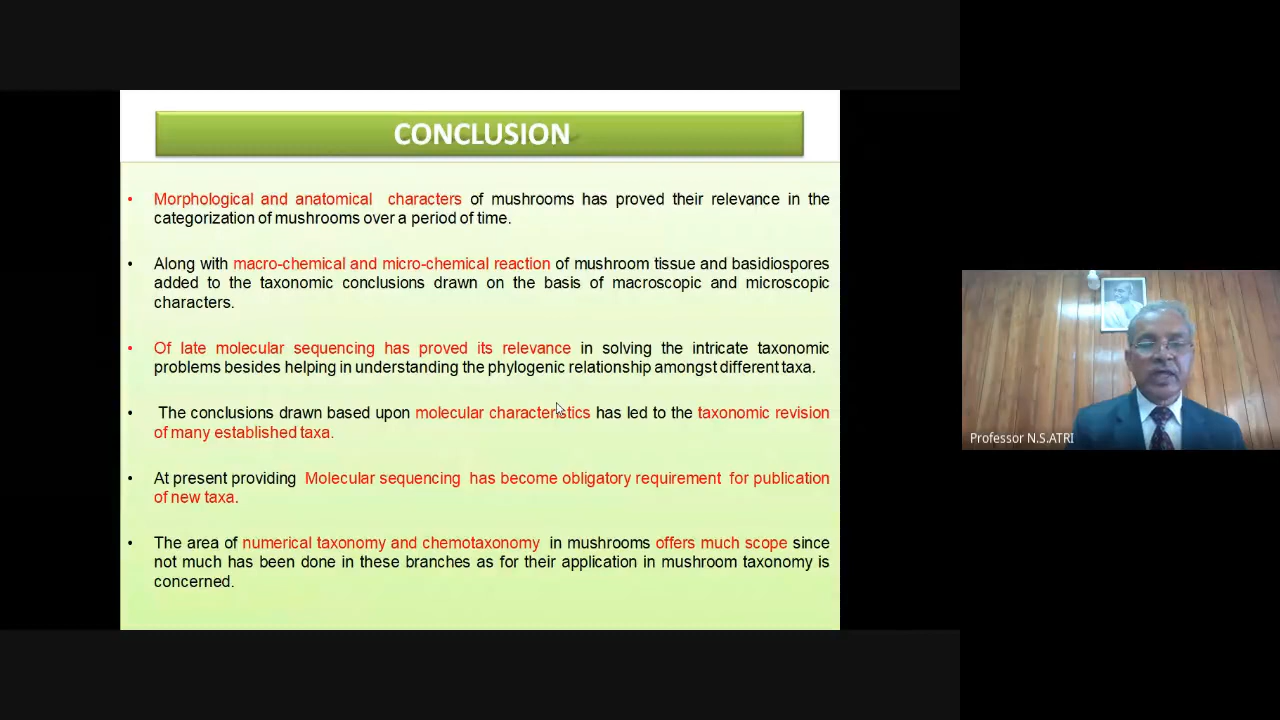 CONCLUSION
• Morphological and anatomical characters of mushrooms has proved their relevance in the
categorization of mushrooms over a period of time.
• Along with macro-chemical and micro-chemical reaction of mushroom tissue and basidiospores
added to the taxonomic conclusions drawn on the basis of macroscopic and microscopic
characters.
• Of late molecular sequencing has proved its relevance in solving the intricate taxonomic
problems besides helping in understanding the phylogenic relationship amongst different taxa.
• The conclusions drawn based upon molecular characteristics has led to the taxonomic revision
of many established taxa.
• At present providing Molecular sequencing has become obligatory requirement for publication
of new taxa.
• The area of numerical taxonomy and chemotaxonomy in mushrooms offers much scope since
not much has been done in these branches as for their application in mushroom taxonomy is
concerned.
Professor N.S.ATRI